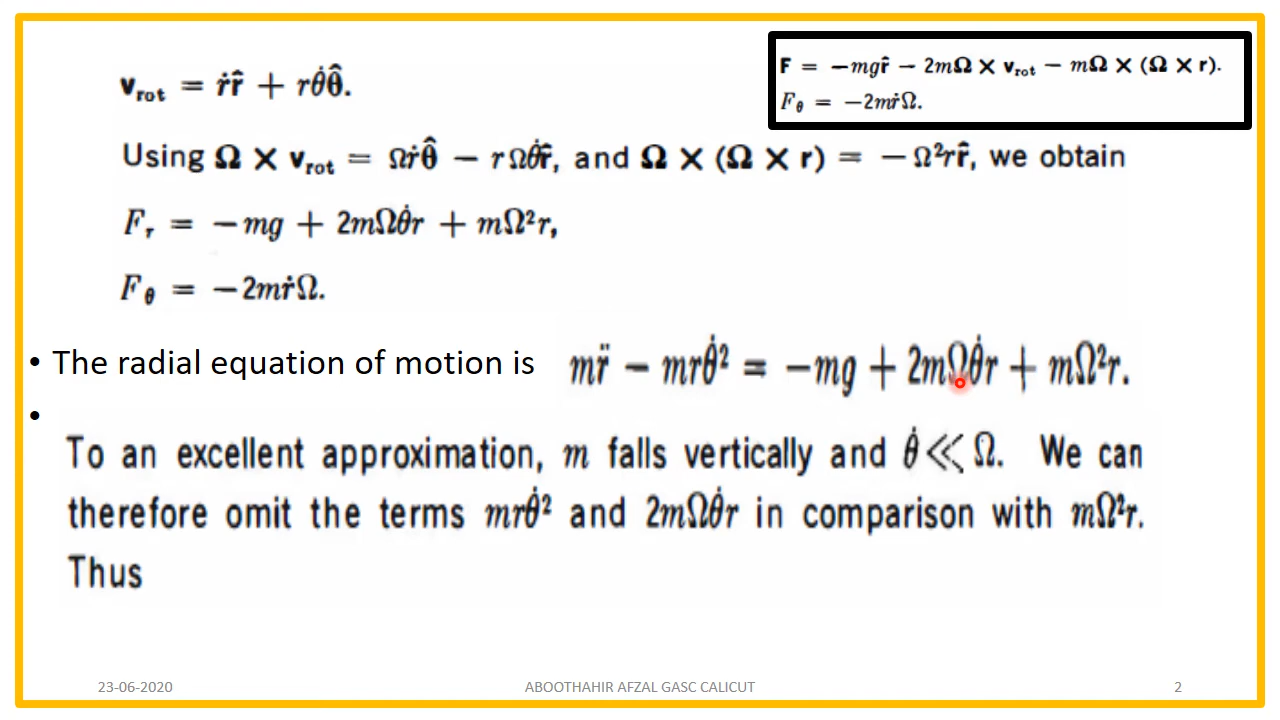 F = −mgr̂ − 2mΩ × v_rot − mΩ × (Ω × r).
F_θ = −2mṙΩ.
v_rot = ṙr̂ + rθ̇θ̂.
Using Ω × v_rot = Ωṙθ̂ − rΩθ̇r̂, and Ω × (Ω × r) = − Ω²rr̂, we obtain
F_r = −mg + 2mΩθ̇r + mΩ²r,
F_θ = −2mṙΩ.
• The radial equation of motion is mr̈ − mrθ̇² = −mg + 2mΩθ̇r + mΩ²r.
•
To an excellent approximation, m falls vertically and θ̇ ≪ Ω. We can
therefore omit the terms mrθ̇² and 2mΩθ̇r in comparison with mΩ²r.
Thus
23-06-2020 ABOOTHAHIR AFZAL GASC CALICUT 2